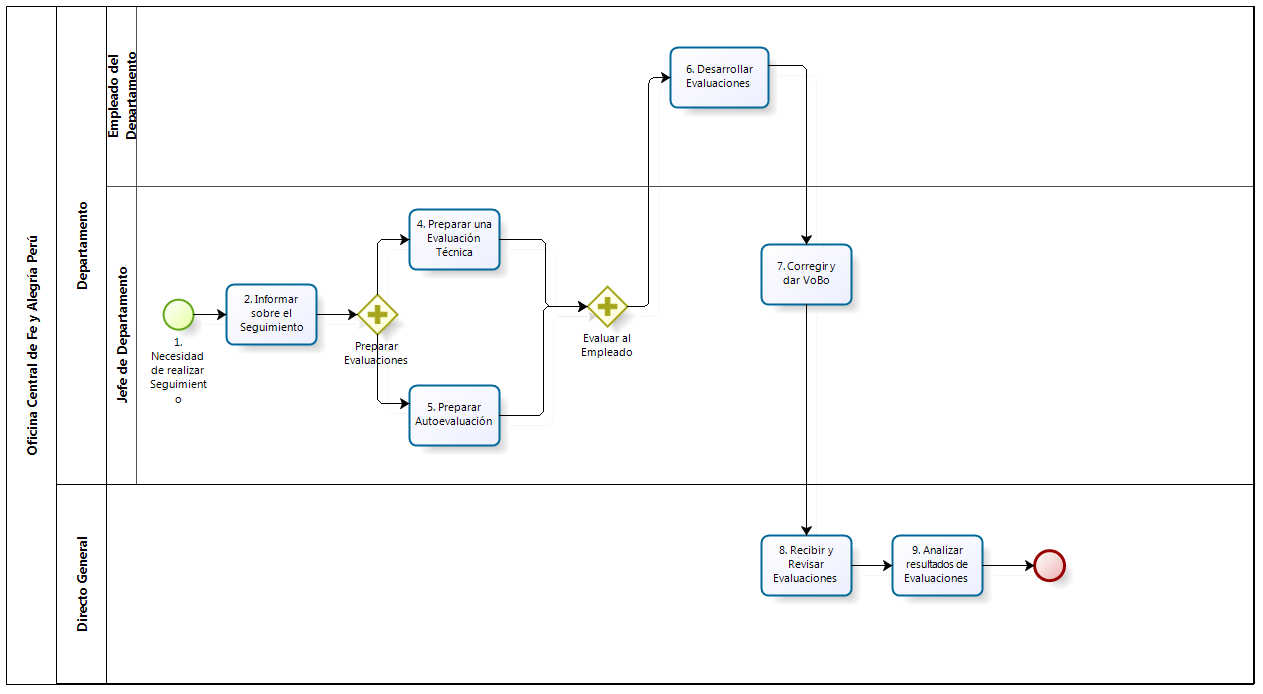 Oficina Central de Fe y Alegría Perú
Departamento
Empleado del
Departamento
6. Desarrollar
Evaluaciones
Jefe de Departamento
1.
Necesidad
de realizar
Seguimient
o
2. Informar
sobre el
Seguimiento
Preparar
Evaluaciones
4. Preparar una
Evaluación
Técnica
5. Preparar
Autoevaluación
Evaluar al
Empleado
7. Corregir y
dar VoBo
Directo General
8. Recibir y
Revisar
Evaluaciones
9. Analizar
resultados de
Evaluaciones